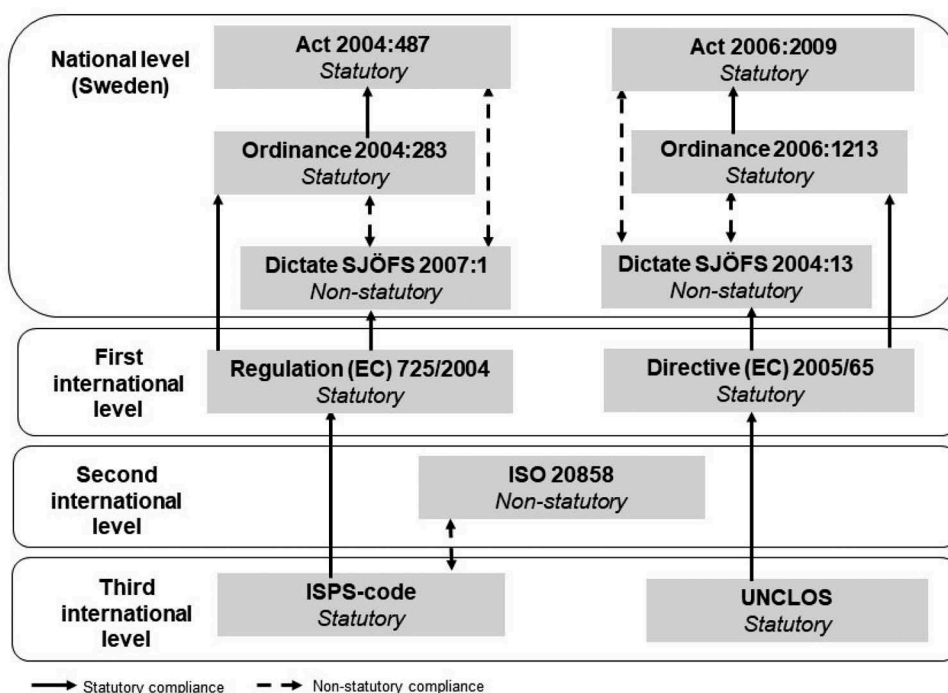 National level
(Sweden)
Act 2004:487
Statutory
Act 2006:2009
Statutory
Ordinance 2004:283
Statutory
Ordinance 2006:1213
Statutory
Dictate SJÖFS 2007:1
Non-statutory
Dictate SJÖFS 2004:13
Non-statutory
First
international
level
Regulation (EC) 725/2004
Statutory
Directive (EC) 2005/65
Statutory
Second
international
level
ISO 20858
Non-statutory
Third
international
level
ISPS-code
Statutory
UNCLOS
Statutory
Statutory compliance
Non-statutory compliance